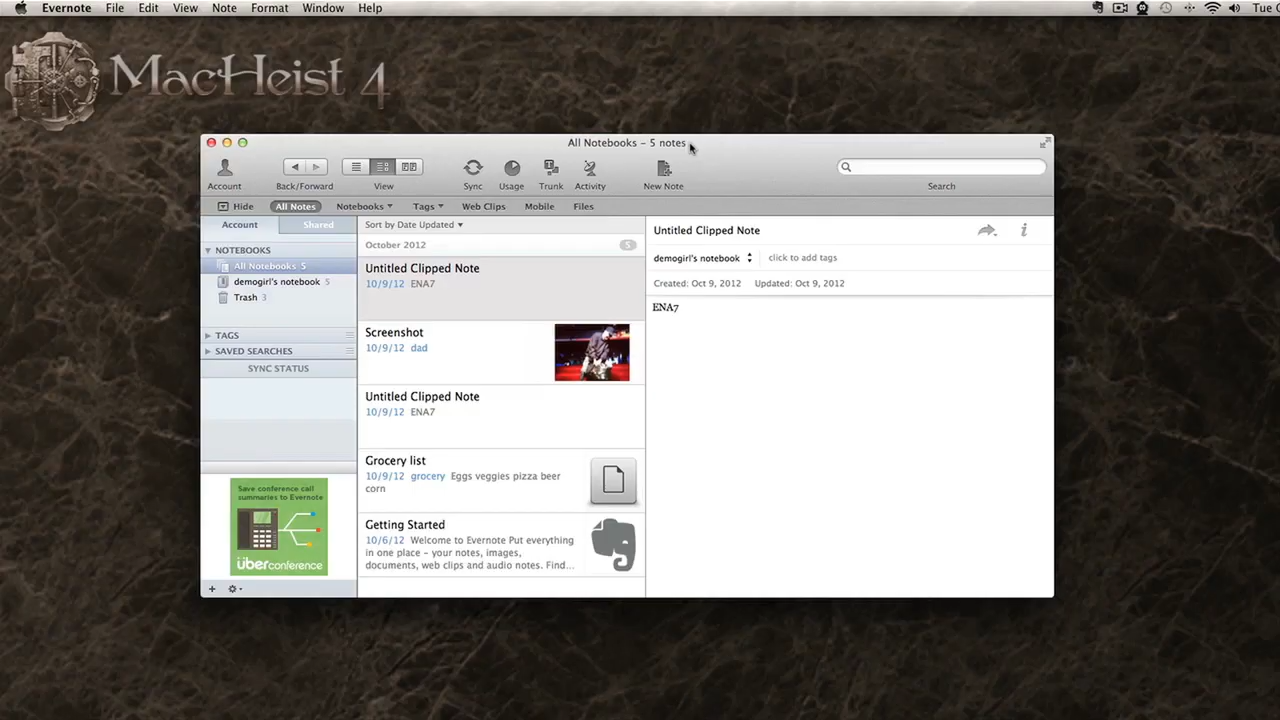 Evernote File Edit View Note Format Window Help Tue
MacHeist 4
All Notebooks – 5 notes
Account Back/Forward View Sync Usage Trunk Activity New Note Search
Hide All Notes Notebooks Tags Web Clips Mobile Files
Account Shared
NOTEBOOKS
All Notebooks 5
demogirl's notebook 5
Trash 3
TAGS
SAVED SEARCHES
SYNC STATUS
Save conference call
summaries to Evernote
überconference
Sort by Date Updated
October 2012 5
Untitled Clipped Note
10/9/12 ENA7
Screenshot
10/9/12 dad
Untitled Clipped Note
10/9/12 ENA7
Grocery list
10/9/12 grocery Eggs veggies pizza beer
corn
Getting Started
10/6/12 Welcome to Evernote Put everything
in one place – your notes, images,
documents, web clips and audio notes. Find...
Untitled Clipped Note
demogirl's notebook click to add tags
Created: Oct 9, 2012 Updated: Oct 9, 2012
ENA7